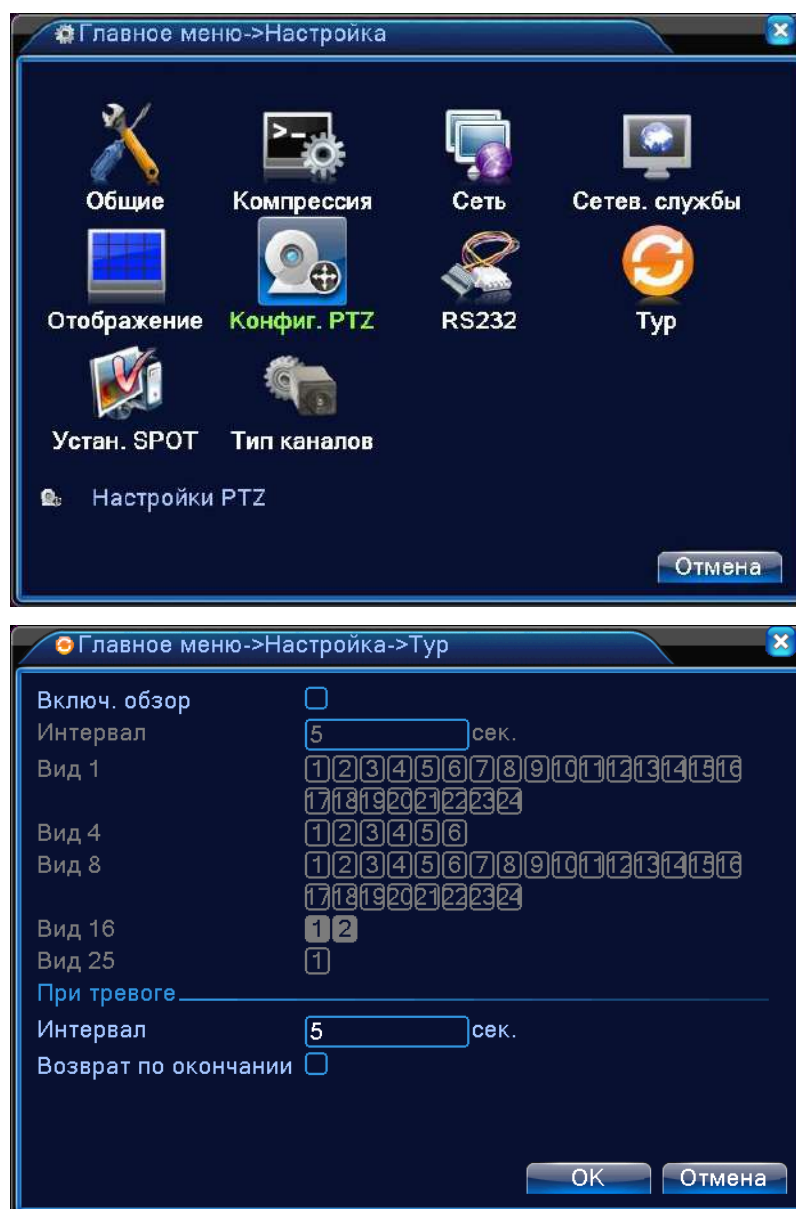 Главное меню->Настройка
Общие Компрессия Сеть Сетев. службы
Отображение Конфиг. PTZ RS232 Тур
Устан. SPOT Тип каналов
Настройки PTZ
Отмена
Главное меню->Настройка->Тур
Включ. обзор
Интервал 5 сек.
Вид 1 1 2 3 4 5 6 7 8 9 10 11 12 13 14 15 16
17 18 19 20 21 22 23 24
Вид 4 1 2 3 4 5 6
Вид 8 1 2 3 4 5 6 7 8 9 10 11 12 13 14 15 16
17 18 19 20 21 22 23 24
Вид 16 1 2
Вид 25 1
При тревоге
Интервал 5 сек.
Возврат по окончании
OK Отмена